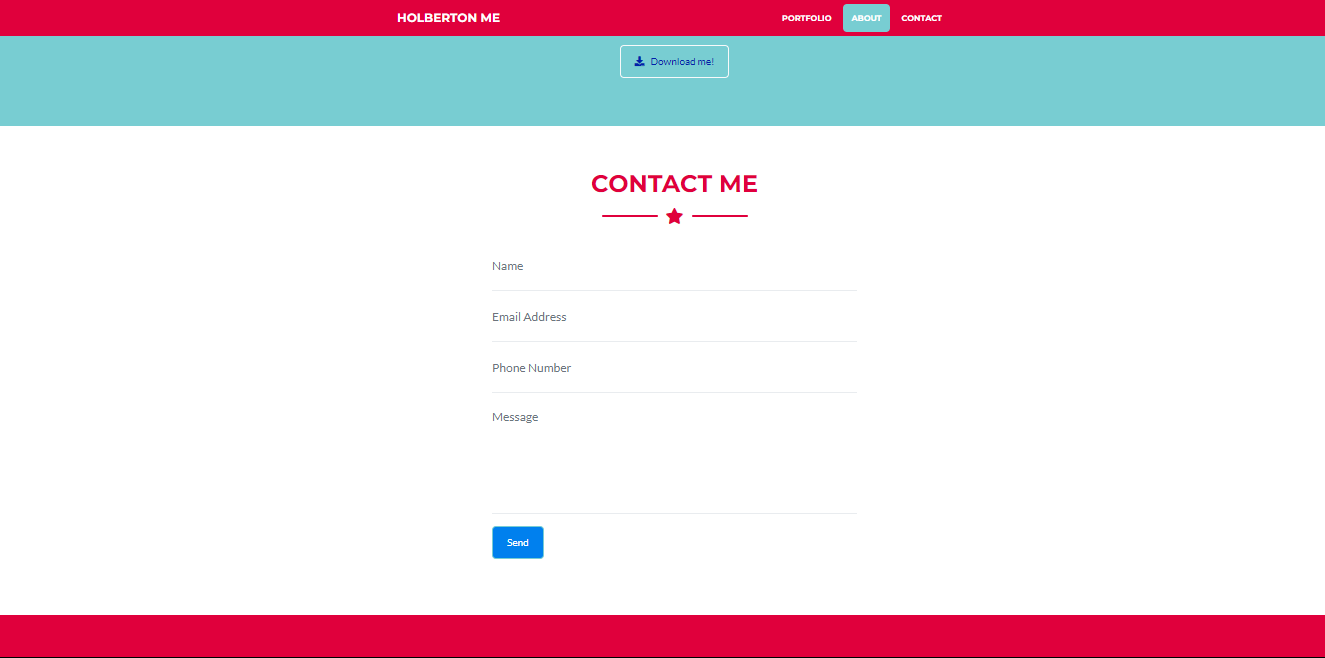 HOLBERTON ME
PORTFOLIO
ABOUT
CONTACT
Download me!
CONTACT ME
Name
Email Address
Phone Number
Message
Send